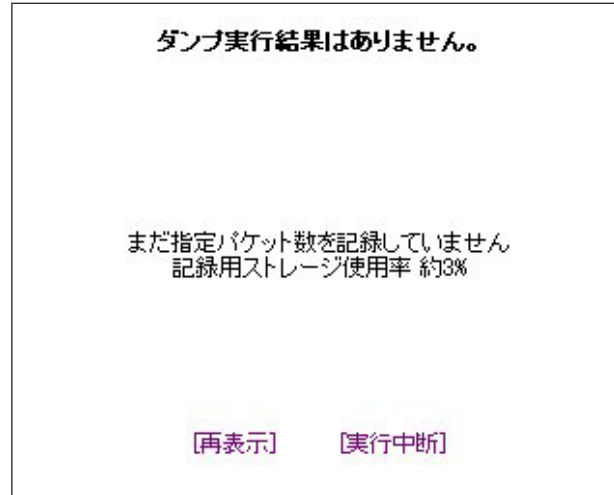 ダンプ実行結果はありません。
まだ指定パケット数を記録していません
記録用ストレージ使用率 約3%
[再表示] [実行中断]